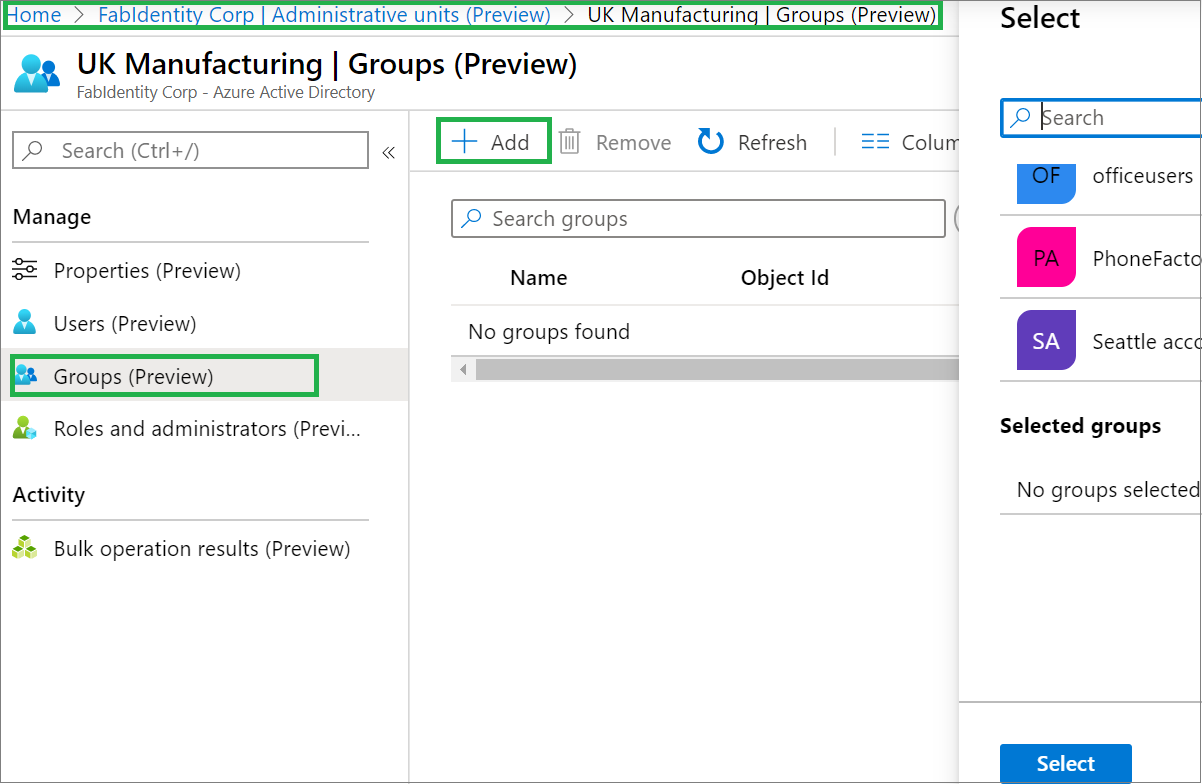 Home > FabIdentity Corp | Administrative units (Preview) > UK Manufacturing | Groups (Preview)
UK Manufacturing | Groups (Preview)
FabIdentity Corp - Azure Active Directory
Search (Ctrl+/)
«
Manage
Properties (Preview)
Users (Preview)
Groups (Preview)
Roles and administrators (Previ...
Activity
Bulk operation results (Preview)
Add Remove Refresh Colum
Search groups
Name Object Id
No groups found
Select
Search
OF officeusers
PA PhoneFacto
SA Seattle acco
Selected groups
No groups selected
Select